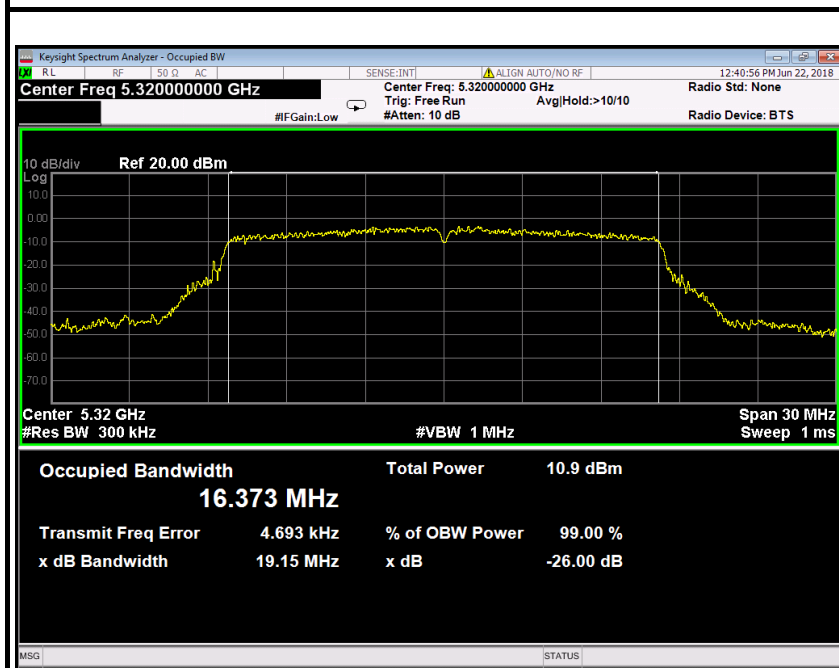 Keysight Spectrum Analyzer - Occupied BW
LXI RL RF 50 Ω AC SENSE:INT ALIGN AUTO/NO RF 12:40:56 PM Jun 22, 2018
Center Freq 5.320000000 GHz Center Freq: 5.320000000 GHz Radio Std: None
Trig: Free Run Avg|Hold:>10/10
#IFGain:Low #Atten: 10 dB Radio Device: BTS
10 dB/div Ref 20.00 dBm
Log
10.0
0.00
-10.0
-20.0
-30.0
-40.0
-50.0
-60.0
-70.0
Center 5.32 GHz Span 30 MHz
#Res BW 300 kHz #VBW 1 MHz Sweep 1 ms
Occupied Bandwidth Total Power 10.9 dBm
16.373 MHz
Transmit Freq Error 4.693 kHz % of OBW Power 99.00 %
x dB Bandwidth 19.15 MHz x dB -26.00 dB
MSG STATUS